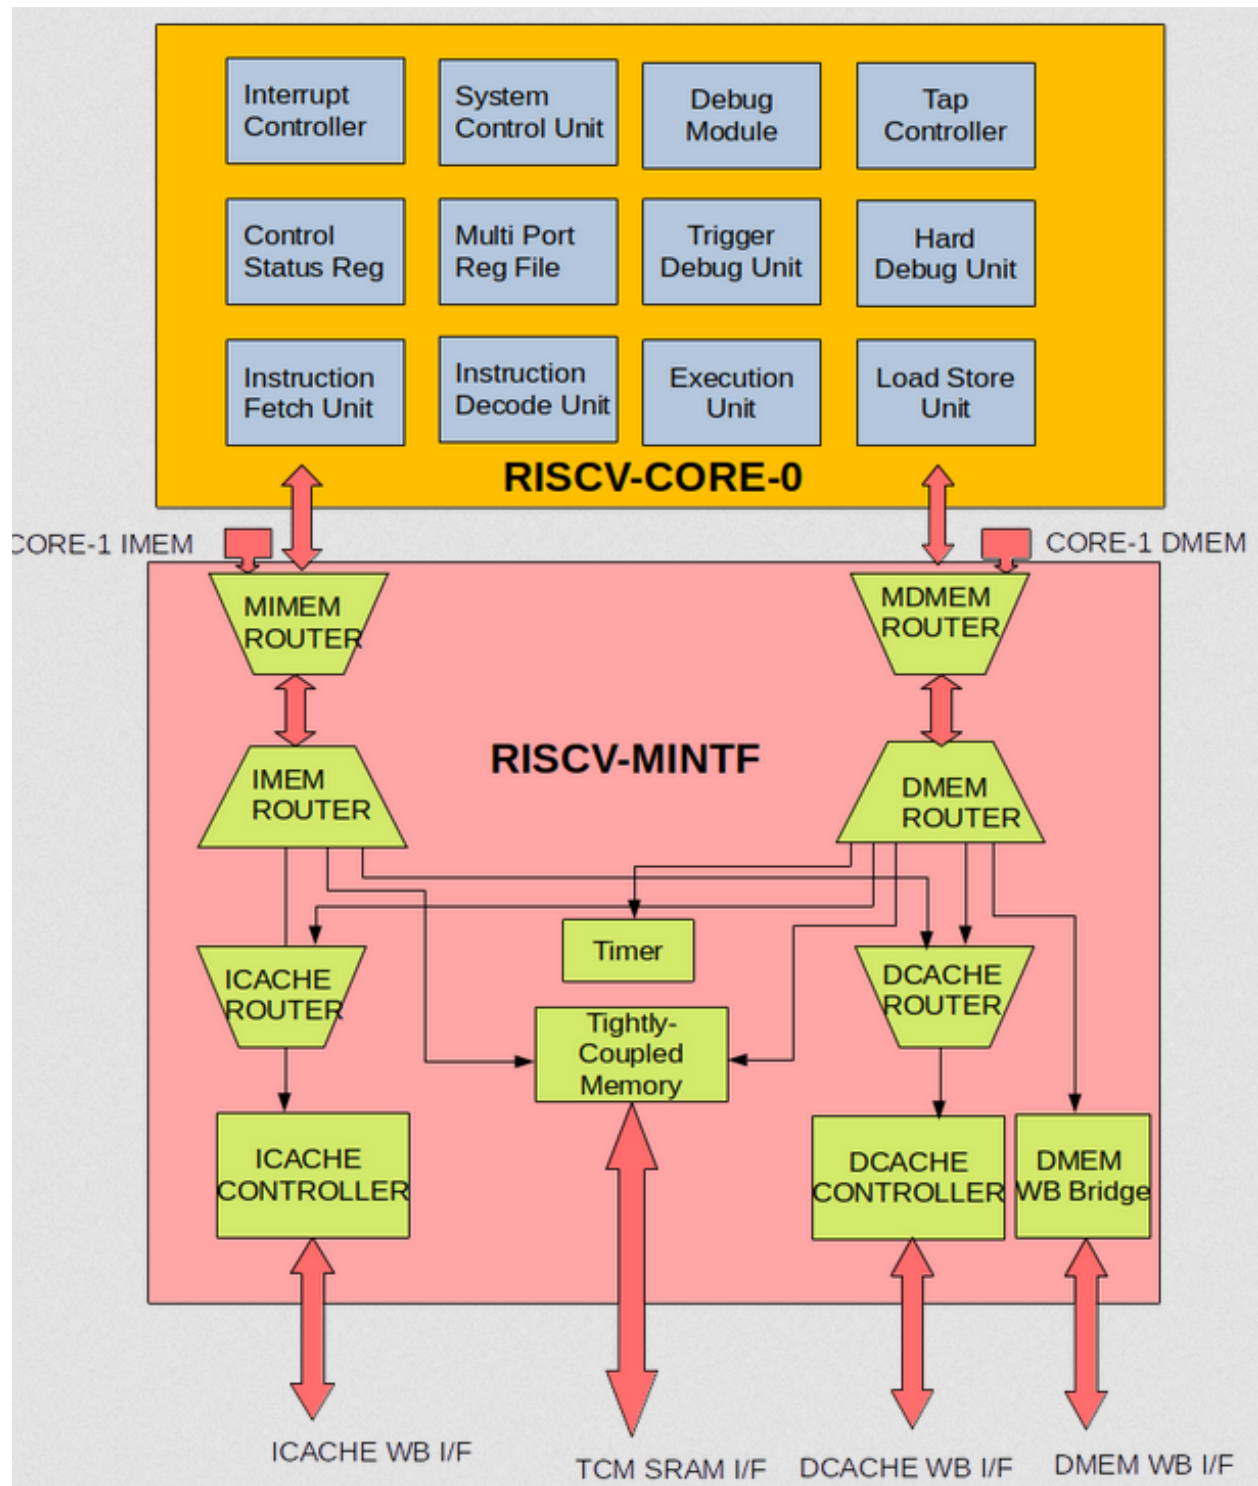 Interrupt
Controller
System
Control Unit
Debug
Module
Tap
Controller
Control
Status Reg
Multi Port
Reg File
Trigger
Debug Unit
Hard
Debug Unit
Instruction
Fetch Unit
Instruction
Decode Unit
Execution
Unit
Load Store
Unit
RISCV-CORE-0
CORE-1 IMEM
CORE-1 DMEM
MIMEM
ROUTER
MDMEM
ROUTER
RISCV-MINTF
IMEM
ROUTER
DMEM
ROUTER
ICACHE
ROUTER
Timer
DCACHE
ROUTER
Tightly-
Coupled
Memory
ICACHE
CONTROLLER
DCACHE
CONTROLLER
DMEM
WB Bridge
ICACHE WB I/F
TCM SRAM I/F
DCACHE WB I/F
DMEM WB I/F